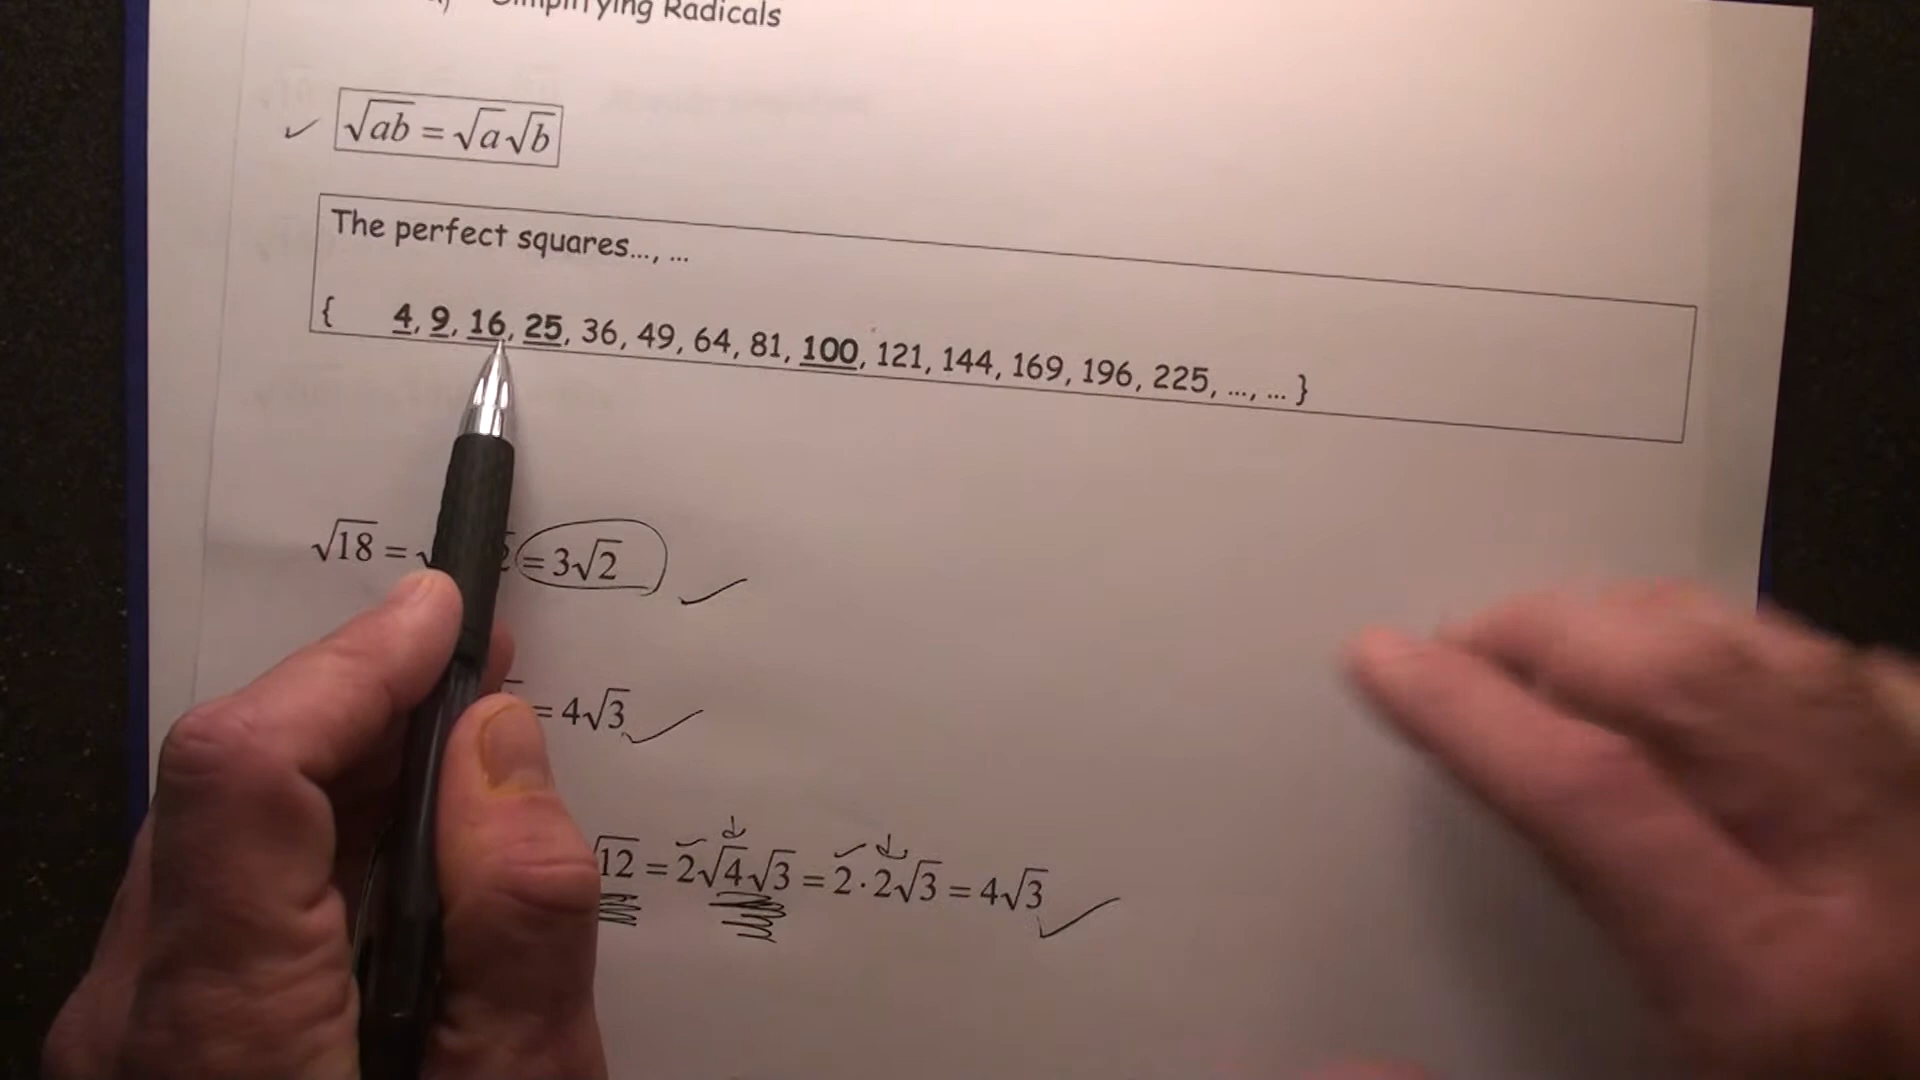 Simplifying Radicals
√ab = √a√b
The perfect squares..., ...
{ 4, 9, 16, 25, 36, 49, 64, 81, 100, 121, 144, 169, 196, 225, ..., ... }
√18 = = 3√2
= 4√3
√12 = 2√4√3 = 2·2√3 = 4√3